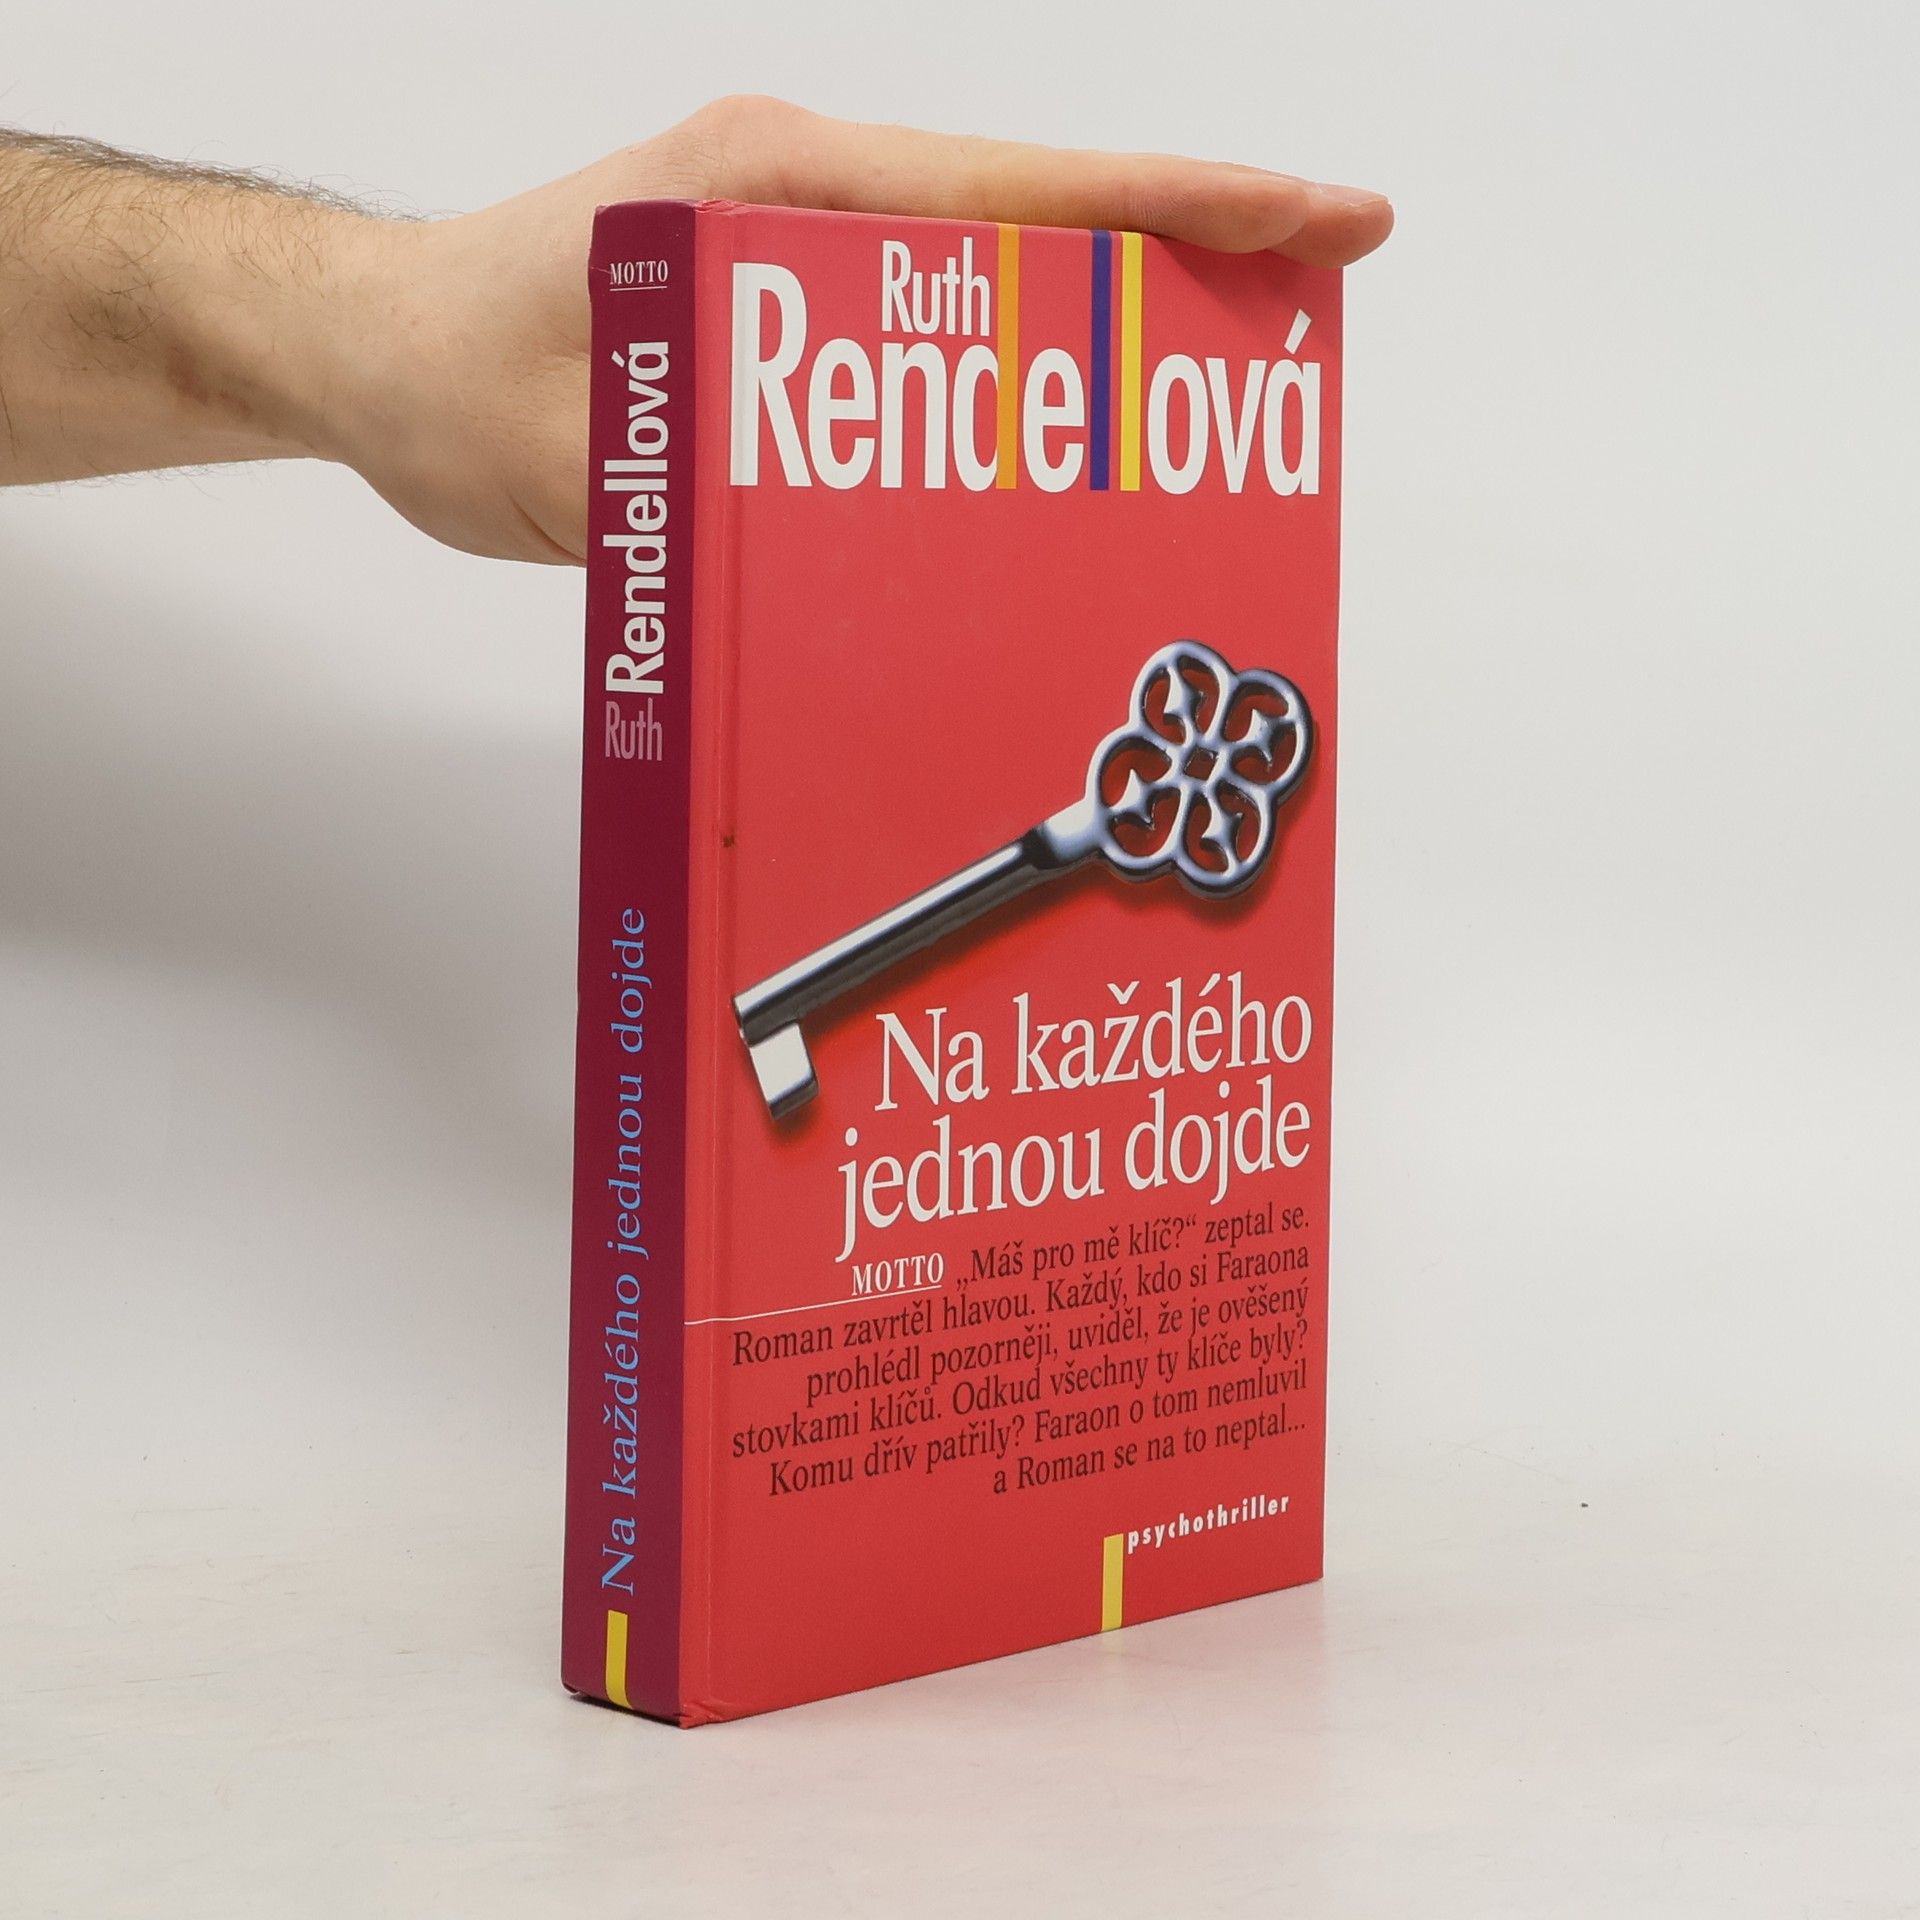 MOTTO
Ruth Rendellová
Na každého jednou dojde
Ruth
Rendellová
Na každého
jednou dojde
MOTTO „Máš pro mě klíč?“ zeptal se.
Roman zavrtěl hlavou. Každý, kdo si Faraona
prohlédl pozorněji, uviděl, že je ověšený
stovkami klíčů. Odkud všechny ty klíče byly?
Komu dřív patřily? Faraon o tom nemluvil
a Roman se na to neptal...
psychothriller